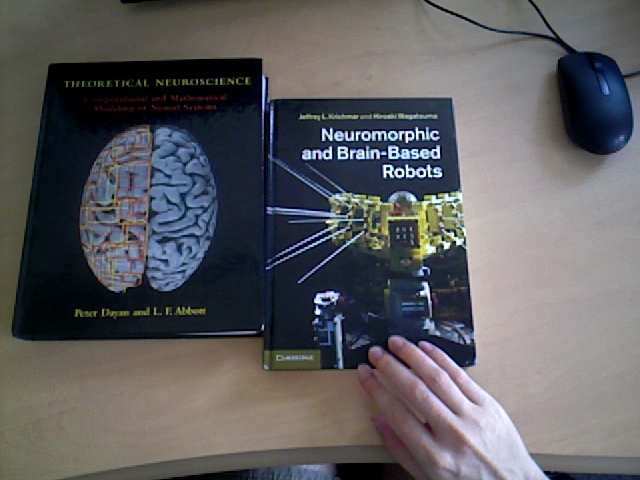 THEORETICAL NEUROSCIENCE
Computational and Mathematical
Modeling of Neural Systems
Peter Dayan and L. F. Abbott
Jeffrey L. Krichmar and Hiroaki Wagatsuma
Neuromorphic
and Brain-Based
Robots
CAMBRIDGE